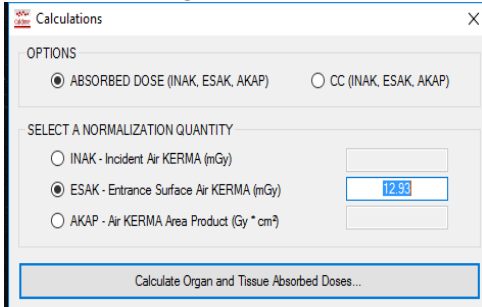 Calculations
OPTIONS
ABSORBED DOSE (INAK, ESAK, AKAP) CC (INAK, ESAK, AKAP)
SELECT A NORMALIZATION QUANTITY
INAK - Incident Air KERMA (mGy)
ESAK - Entrance Surface Air KERMA (mGy) 12.93
AKAP - Air KERMA Area Product (Gy * cm²)
Calculate Organ and Tissue Absorbed Doses...